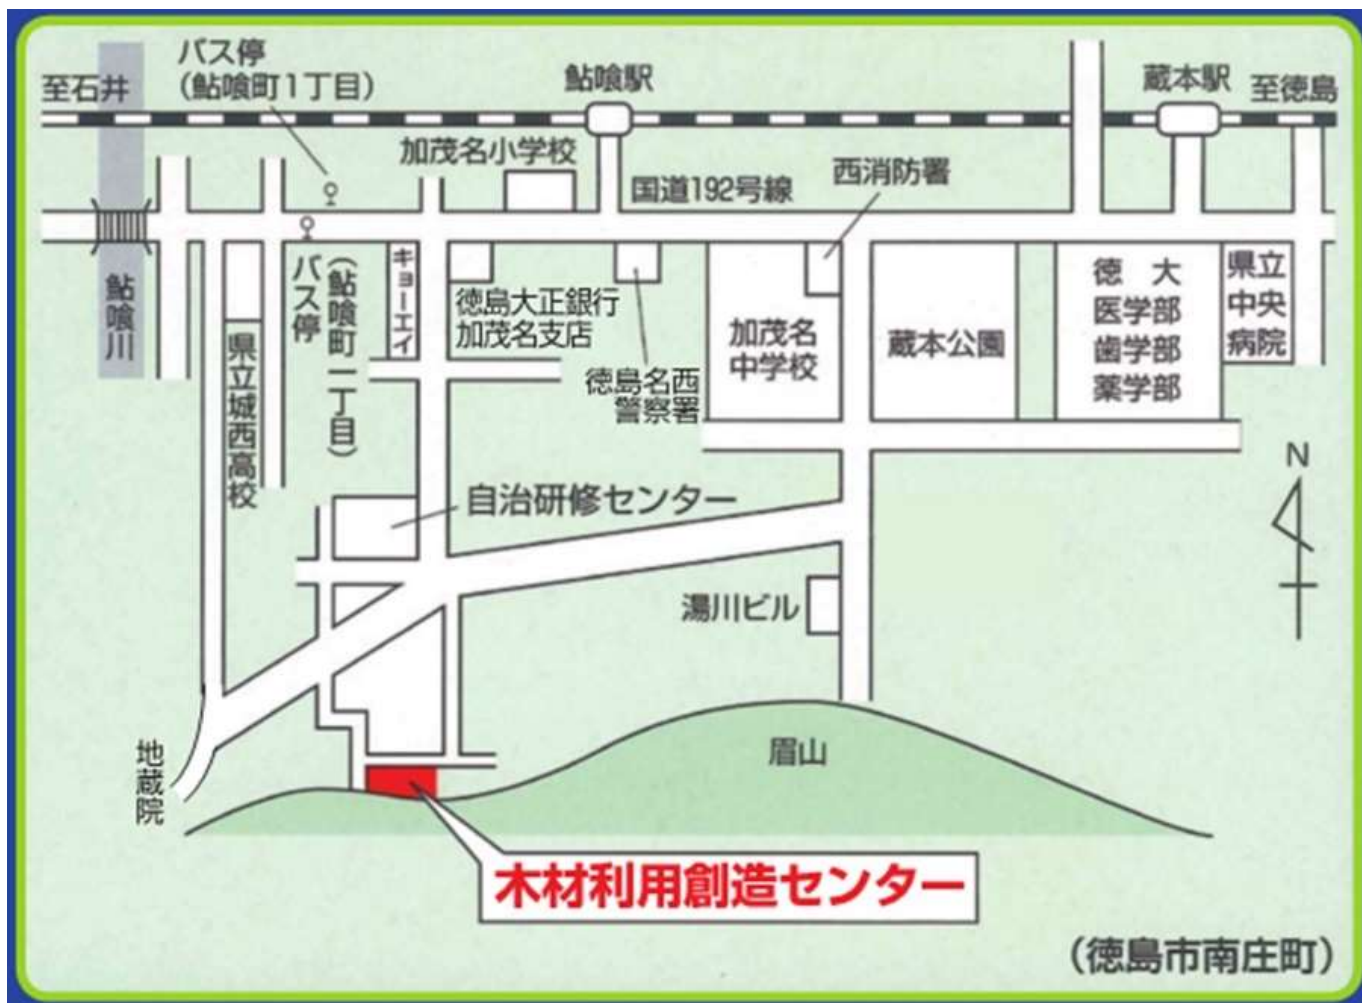 バス停
(鮎喰町1丁目)
至石井
鮎喰駅
蔵本駅
至徳島
加茂名小学校
国道192号線
西消防署
鮎喰川
県立城西高校
バス停
(鮎喰町一丁目)
キョーエイ
徳島大正銀行
加茂名支店
徳島名西
警察署
加茂名
中学校
蔵本公園
徳大
医学部
歯学部
薬学部
県立
中央
病院
N
自治研修センター
湯川ビル
地蔵院
眉山
木材利用創造センター
(徳島市南庄町)